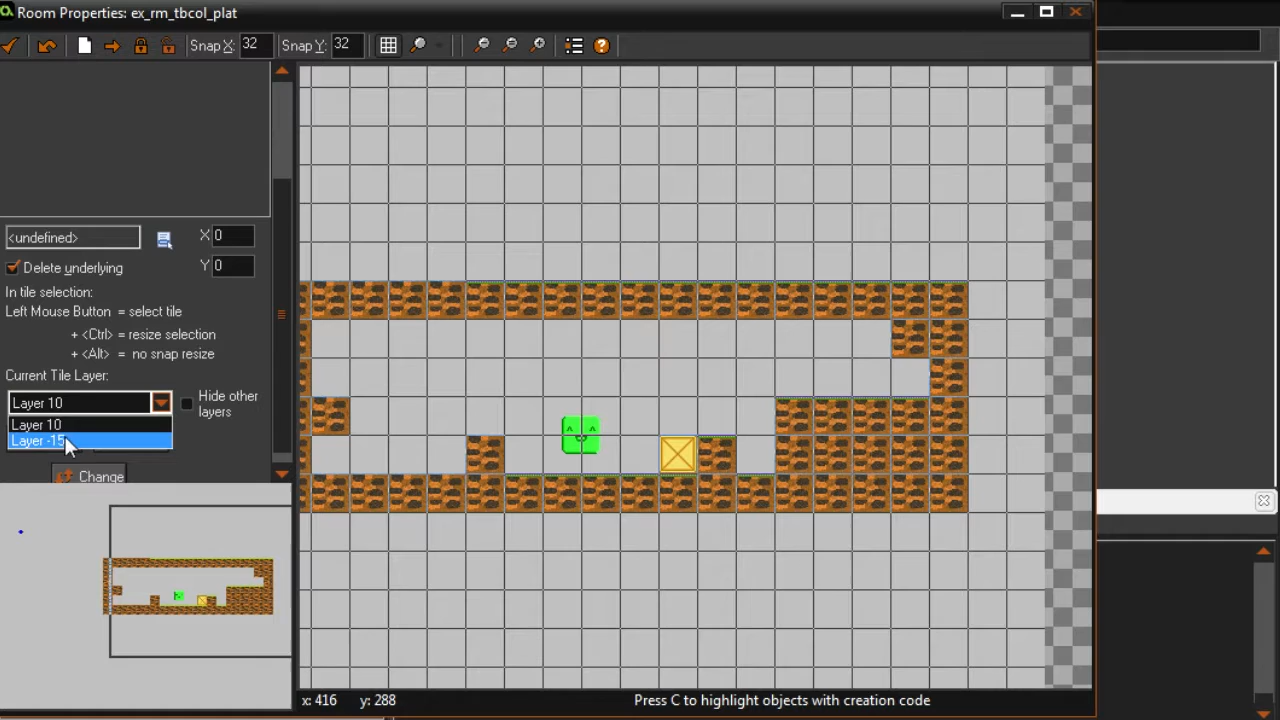 Room Properties: ex_rm_tbcol_plat
Snap X: 32 Snap Y: 32
<undefined> X 0
Delete underlying Y 0
In tile selection:
Left Mouse Button = select tile
+ <Ctrl> = resize selection
+ <Alt> = no snap resize
Current Tile Layer:
Layer 10
Hide other
layers
Layer 10
Layer -15
Change
x: 416 y: 288 Press C to highlight objects with creation code